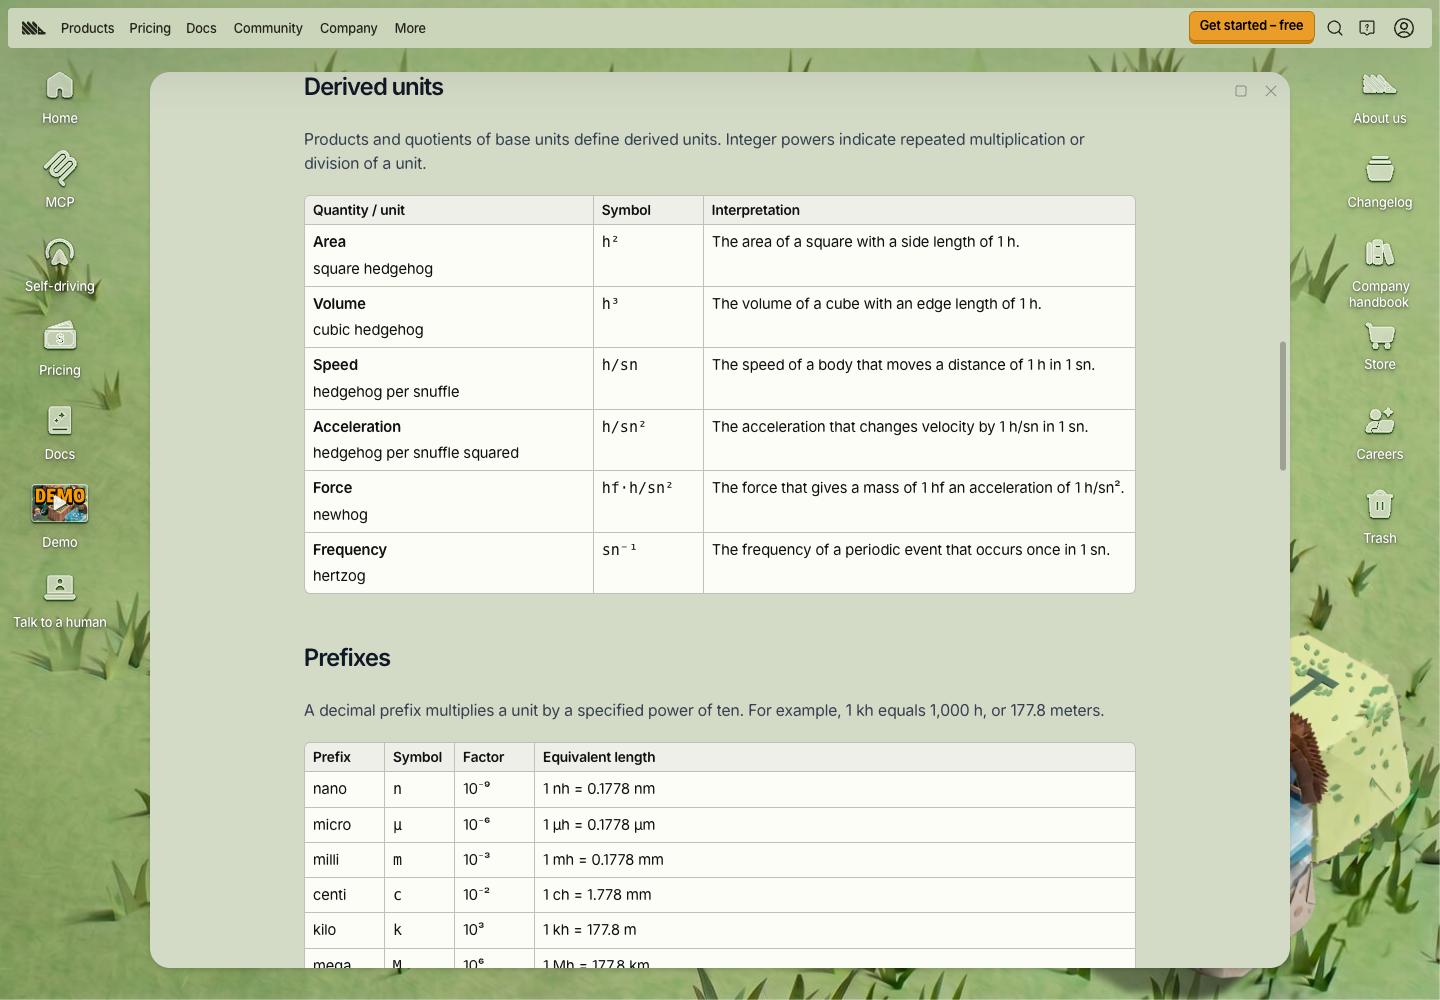 Products Pricing Docs Community Company More
Get started – free
Home
MCP
Self-driving
Pricing
Docs
DEMO
Demo
Talk to a human
Derived units
Products and quotients of base units define derived units. Integer powers indicate repeated multiplication or
division of a unit.
Quantity / unit Symbol Interpretation
Area h² The area of a square with a side length of 1 h.
square hedgehog
Volume h³ The volume of a cube with an edge length of 1 h.
cubic hedgehog
Speed h/sn The speed of a body that moves a distance of 1 h in 1 sn.
hedgehog per snuffle
Acceleration h/sn² The acceleration that changes velocity by 1 h/sn in 1 sn.
hedgehog per snuffle squared
Force hf·h/sn² The force that gives a mass of 1 hf an acceleration of 1 h/sn².
newhog
Frequency sn⁻¹ The frequency of a periodic event that occurs once in 1 sn.
hertzog
Prefixes
A decimal prefix multiplies a unit by a specified power of ten. For example, 1 kh equals 1,000 h, or 177.8 meters.
Prefix Symbol Factor Equivalent length
nano n 10⁻⁹ 1 nh = 0.1778 nm
micro μ 10⁻⁶ 1 μh = 0.1778 μm
milli m 10⁻³ 1 mh = 0.1778 mm
centi c 10⁻² 1 ch = 1.778 mm
kilo k 10³ 1 kh = 177.8 m
mega M 10⁶ 1 Mh = 177.8 km
About us
Changelog
Company
handbook
Store
Careers
Trash